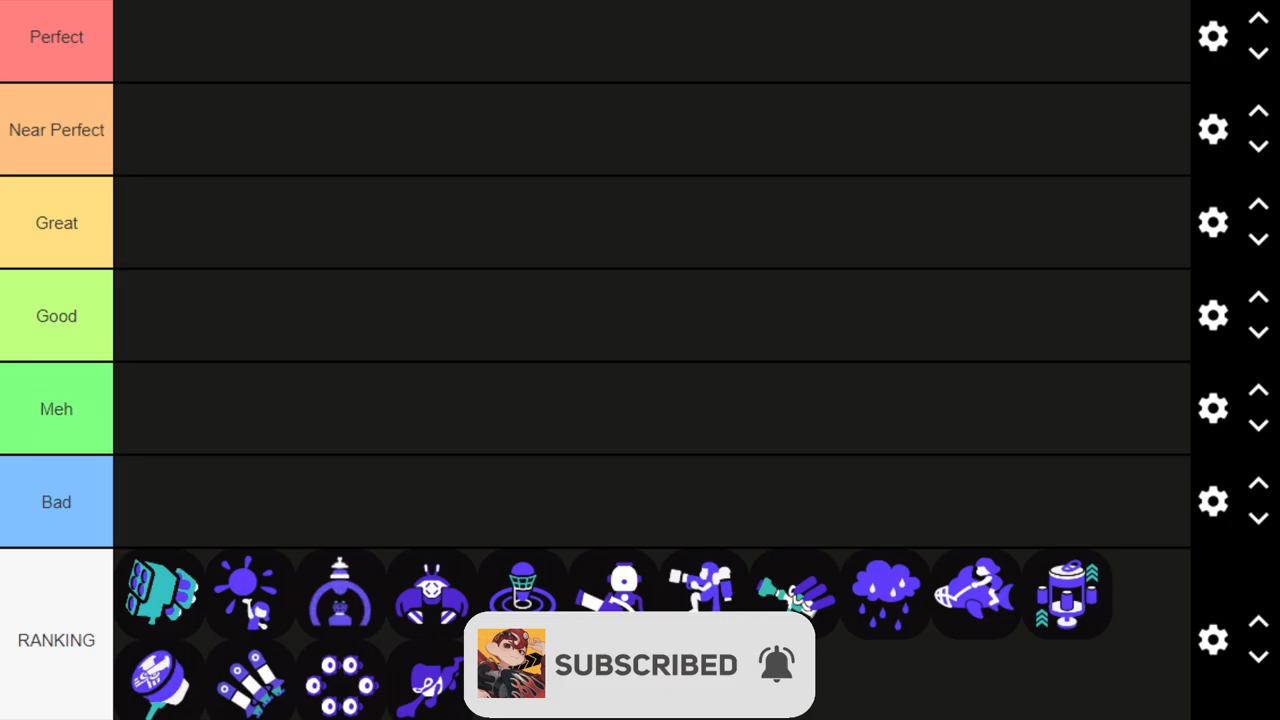 Perfect
Near Perfect
Great
Good
Meh
Bad
RANKING
SUBSCRIBED